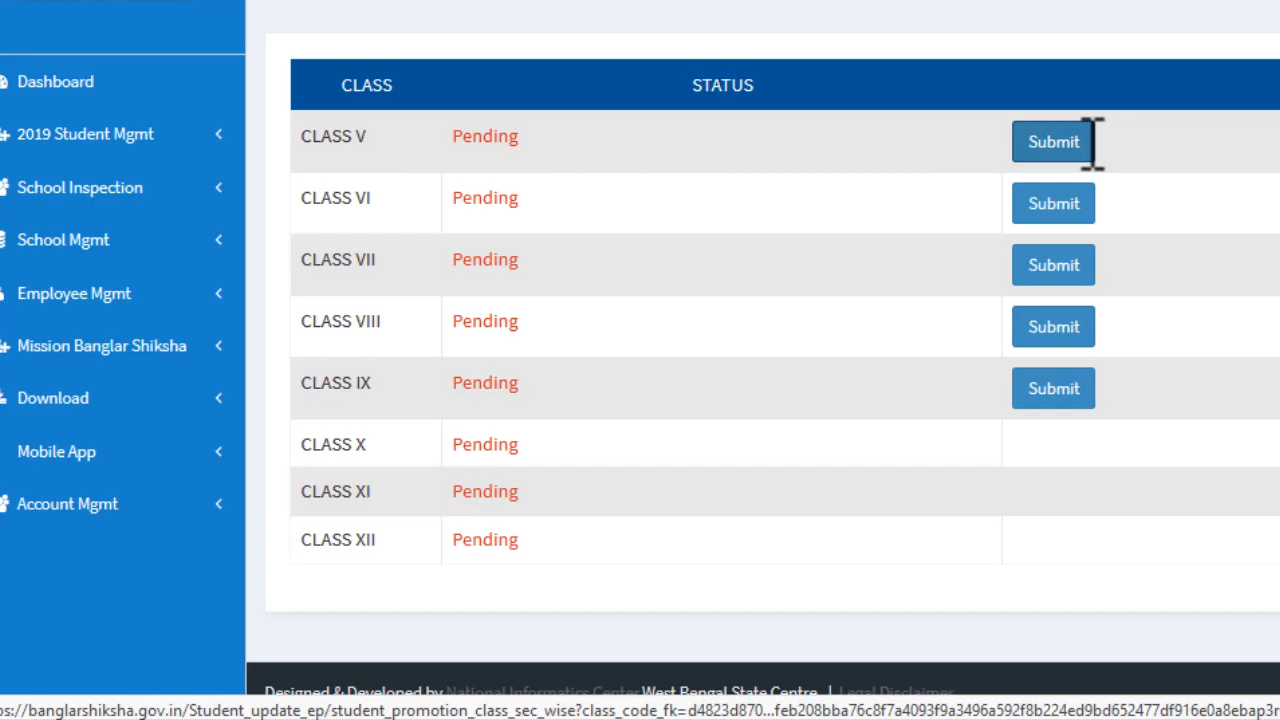 Dashboard
2019 Student Mgmt
School Inspection
School Mgmt
Employee Mgmt
Mission Banglar Shiksha
Download
Mobile App
Account Mgmt
CLASS STATUS
CLASS V Pending Submit
CLASS VI Pending Submit
CLASS VII Pending Submit
CLASS VIII Pending Submit
CLASS IX Pending Submit
CLASS X Pending
CLASS XI Pending
CLASS XII Pending
Designed & Developed by National Informatics Center West Bengal State Centre | Legal Disclaimer
ps://banglarshiksha.gov.in/Student_update_ep/student_promotion_class_sec_wise?class_code_fk=d4823d870...feb208bba76c8f7a4093f9a3496a592f8b224ed9bd652477df916e0a8ebap3